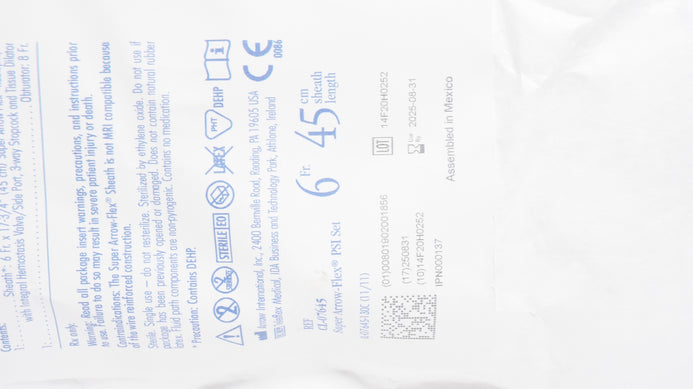 Contents:
Sheath*: 6 Fr. x 17-3/4" (45 cm)
with Integral Hemostasis Valve/Side Port, 3-way Stopcock and Tissue Dilator
1: Obturator: 8 Fr.
Rx only.
Warning: Read all package insert warnings, precautions, and instructions prior
to use. Failure to do so may result in severe patient injury or death.
Contraindications: The Super Arrow-Flex® Sheath is not MRI compatible because
of the wire reinforced construction.
Sterile. Single use – do not resterilize. Sterilized by ethylene oxide. Do not use if
package has been previously opened or damaged. Does not contain natural rubber
latex. Fluid path components are non-pyrogenic. Contains no medication.
* Precaution: Contains DEHP.
2 STERILE EO LATEX PHT DEHP
Arrow International, Inc., 2400 Bernville Road, Reading, PA 19605 USA
Medical, IDA Business and Technology Park, Athlone, Ireland
CE
0086
6 Fr. 45 cm
sheath
length
REF
CL-07645
Super Arrow-Flex® PSI Set
(11/11)
LOT 14F20H0252
2025-08-31
Assembled in Mexico
(01)00801902001856
(17)250831
(10)14F20H0252
IPN000137